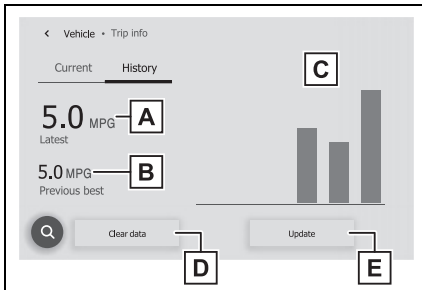 Vehicle • Trip info
Current History
C
5.0 MPG A
Latest
5.0 MPG B
Previous best
Clear data Update
D E